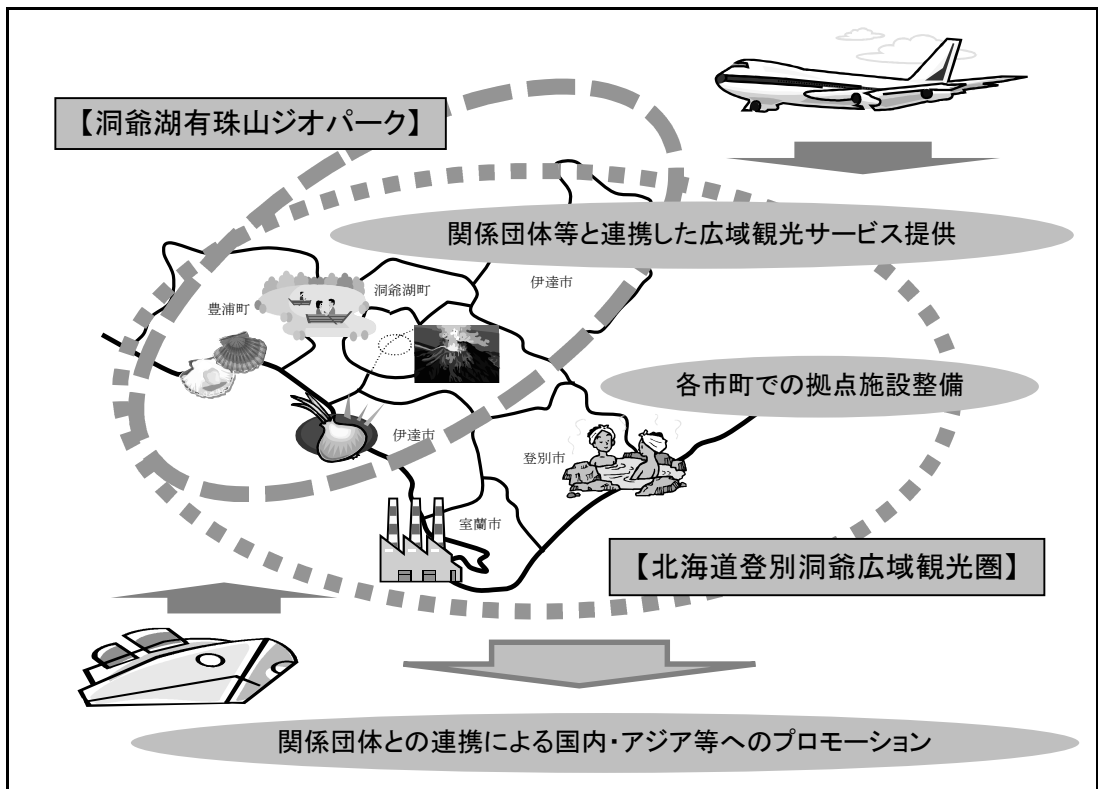 【洞爺湖有珠山ジオパーク】
関係団体等と連携した広域観光サービス提供
伊達市
洞爺湖町
豊浦町
各市町での拠点施設整備
伊達市
登別市
室蘭市
【北海道登別洞爺広域観光圏】
関係団体との連携による国内・アジア等へのプロモーション